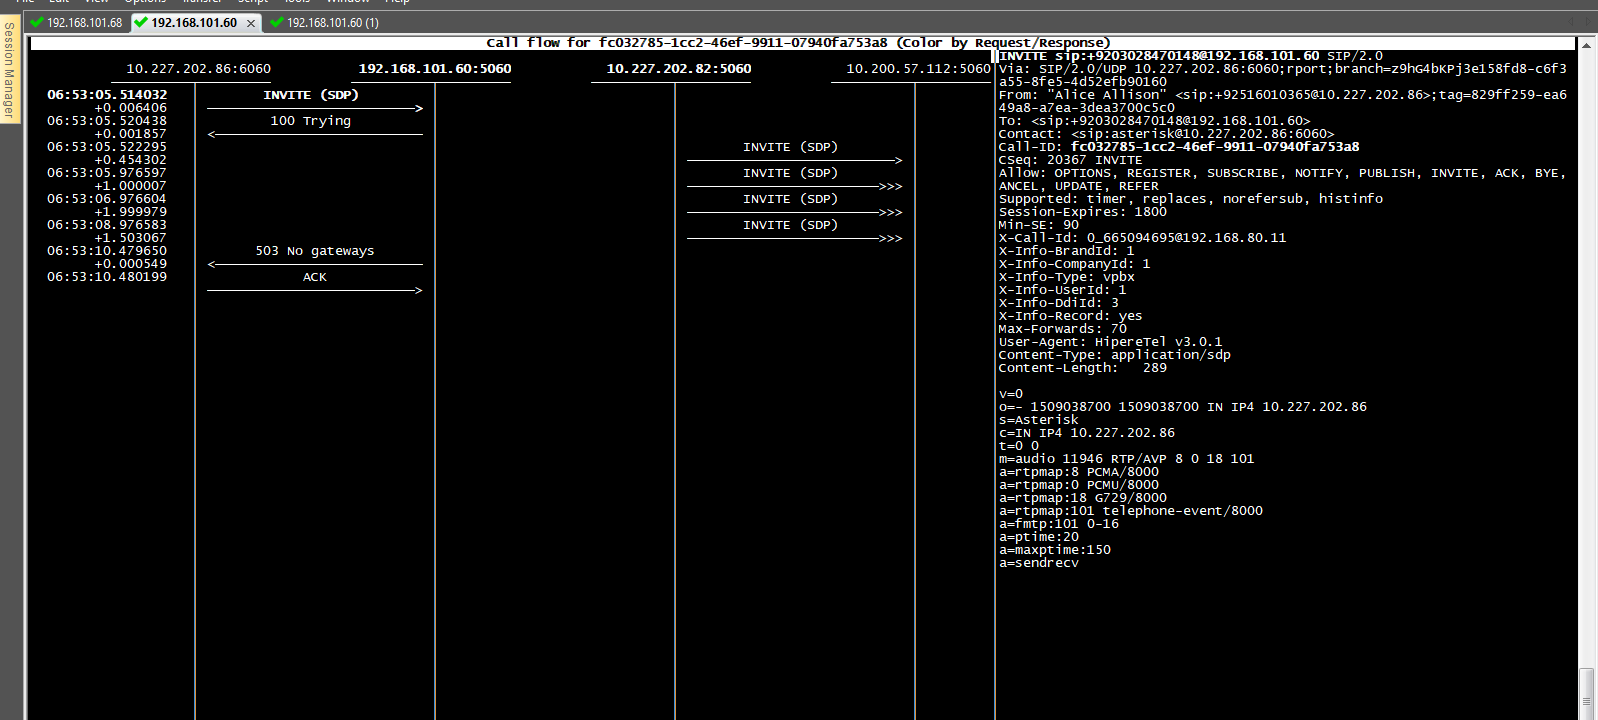 File Edit View Options Transfer Script Tools Window Help
Session Manager
192.168.101.68 192.168.101.60 × 192.168.101.60 (1)
Call flow for fc032785-1cc2-46ef-9911-07940fa753a8 (Color by Request/Response)
10.227.202.86:6060 192.168.101.60:5060 10.227.202.82:5060 10.200.57.112:5060
06:53:05.514032 INVITE (SDP)
+0.006406
06:53:05.520438 100 Trying
+0.001857
06:53:05.522295 INVITE (SDP)
+0.454302
06:53:05.976597 INVITE (SDP)
+1.000007 >>>
06:53:06.976604 INVITE (SDP)
+1.999979 >>>
06:53:08.976583 INVITE (SDP)
+1.503067 >>>
06:53:10.479650 503 No gateways
+0.000549
06:53:10.480199 ACK
INVITE sip:+9203028470148@192.168.101.60 SIP/2.0
Via: SIP/2.0/UDP 10.227.202.86:6060;rport;branch=z9hG4bKPj3e158fd8-c6f3
a55-8fe5-4d52efb90160
From: "Alice Allison" <sip:+92516010365@10.227.202.86>;tag=829ff259-ea6
49a8-a7ea-3dea3700c5c0
To: <sip:+9203028470148@192.168.101.60>
Contact: <sip:asterisk@10.227.202.86:6060>
Call-ID: fc032785-1cc2-46ef-9911-07940fa753a8
CSeq: 20367 INVITE
Allow: OPTIONS, REGISTER, SUBSCRIBE, NOTIFY, PUBLISH, INVITE, ACK, BYE,
ANCEL, UPDATE, REFER
Supported: timer, replaces, norefersub, histinfo
Session-Expires: 1800
Min-SE: 90
X-Call-Id: 0_665094695@192.168.80.11
X-Info-BrandId: 1
X-Info-CompanyId: 1
X-Info-Type: vpbx
X-Info-UserId: 1
X-Info-DdiId: 3
X-Info-Record: yes
Max-Forwards: 70
User-Agent: HipereTel v3.0.1
Content-Type: application/sdp
Content-Length:   289
v=0
o=- 1509038700 1509038700 IN IP4 10.227.202.86
s=Asterisk
c=IN IP4 10.227.202.86
t=0 0
m=audio 11946 RTP/AVP 8 0 18 101
a=rtpmap:8 PCMA/8000
a=rtpmap:0 PCMU/8000
a=rtpmap:18 G729/8000
a=rtpmap:101 telephone-event/8000
a=fmtp:101 0-16
a=ptime:20
a=maxptime:150
a=sendrecv